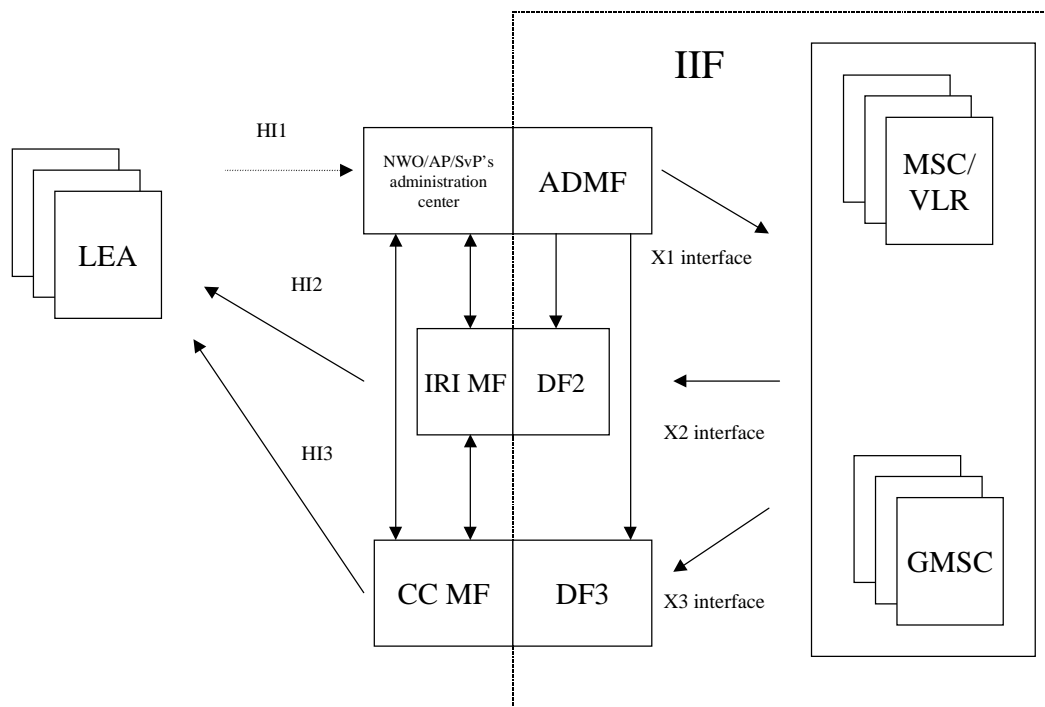 IIF
HI1
NWO/AP/SvP's
administration
center
ADMF
MSC/
VLR
LEA
X1 interface
HI2
IRI MF
DF2
X2 interface
HI3
GMSC
CC MF
DF3
X3 interface